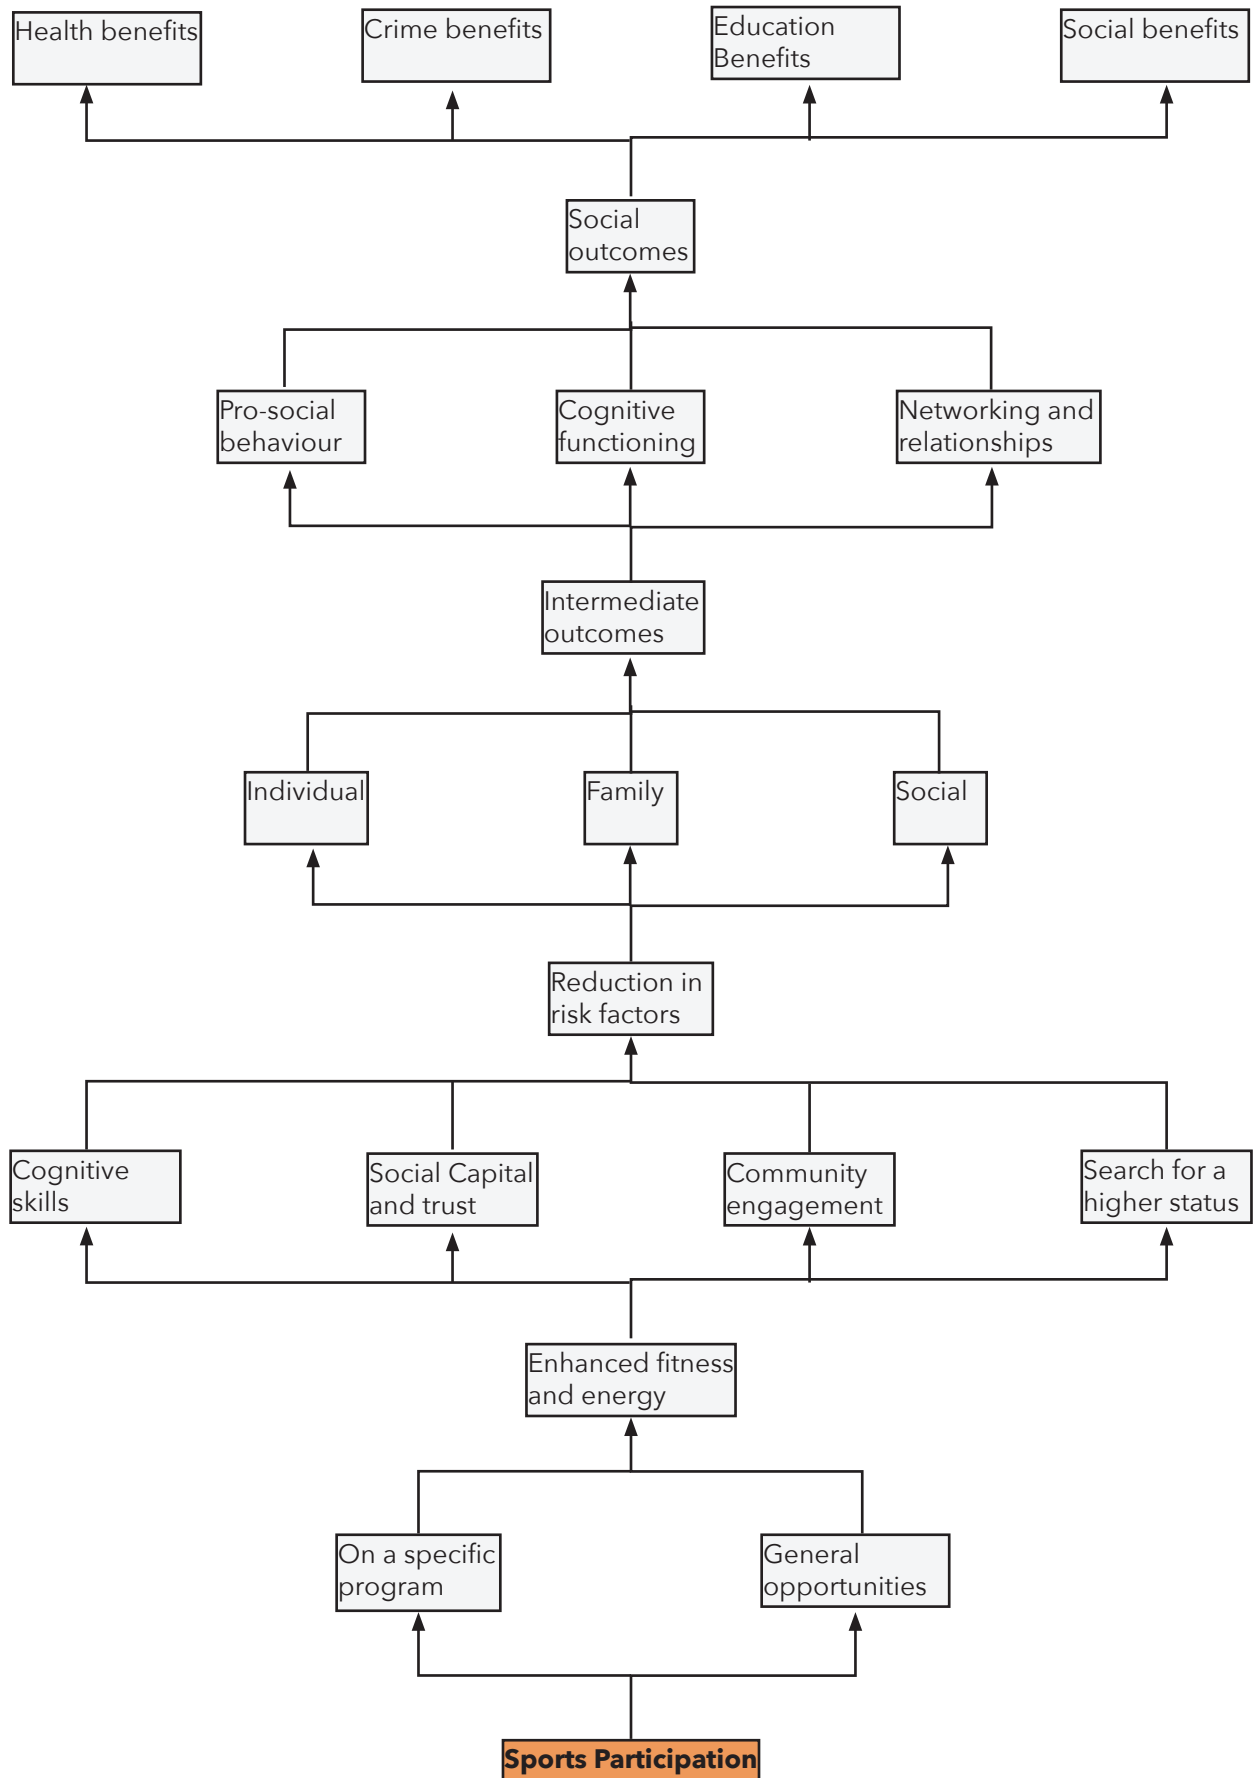 Health benefits
Crime benefits
Education
Benefits
Social benefits
Social
outcomes
Pro-social
behaviour
Cognitive
functioning
Networking and
relationships
Intermediate
outcomes
Individual
Family
Social
Reduction in
risk factors
Cognitive
skills
Social Capital
and trust
Community
engagement
Search for a
higher status
Enhanced fitness
and energy
On a specific
program
General
opportunities
Sports Participation